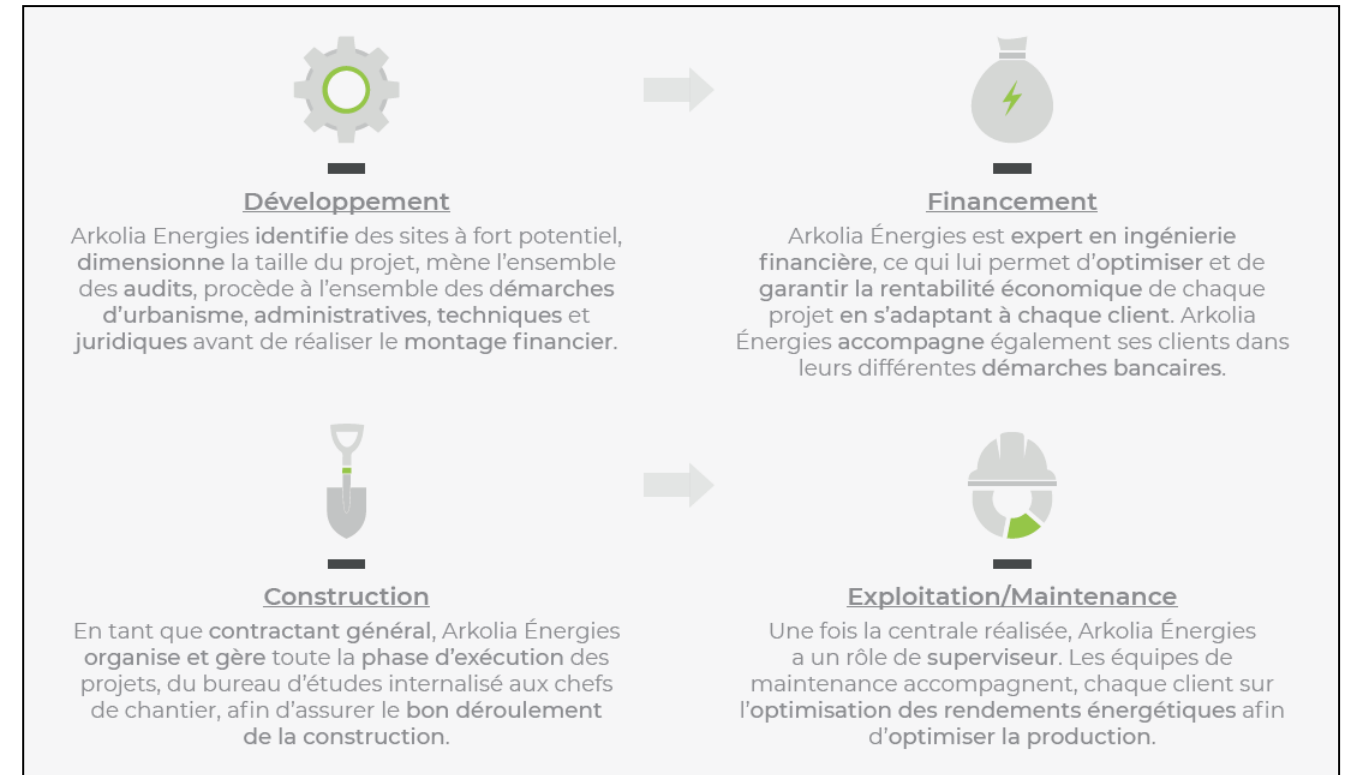 Développement
Arkolia Energies identifie des sites à fort potentiel,
dimensionne la taille du projet, mène l’ensemble
des audits, procède à l’ensemble des démarches
d’urbanisme, administratives, techniques et
juridiques avant de réaliser le montage financier.
Financement
Arkolia Énergies est expert en ingénierie
financière, ce qui lui permet d’optimiser et de
garantir la rentabilité économique de chaque
projet en s’adaptant à chaque client. Arkolia
Énergies accompagne également ses clients dans
leurs différentes démarches bancaires.
Construction
En tant que contractant général, Arkolia Énergies
organise et gère toute la phase d’exécution des
projets, du bureau d’études internalisé aux chefs
de chantier, afin d’assurer le bon déroulement
de la construction.
Exploitation/Maintenance
Une fois la centrale réalisée, Arkolia Énergies
a un rôle de superviseur. Les équipes de
maintenance accompagnent, chaque client sur
l’optimisation des rendements énergétiques afin
d’optimiser la production.